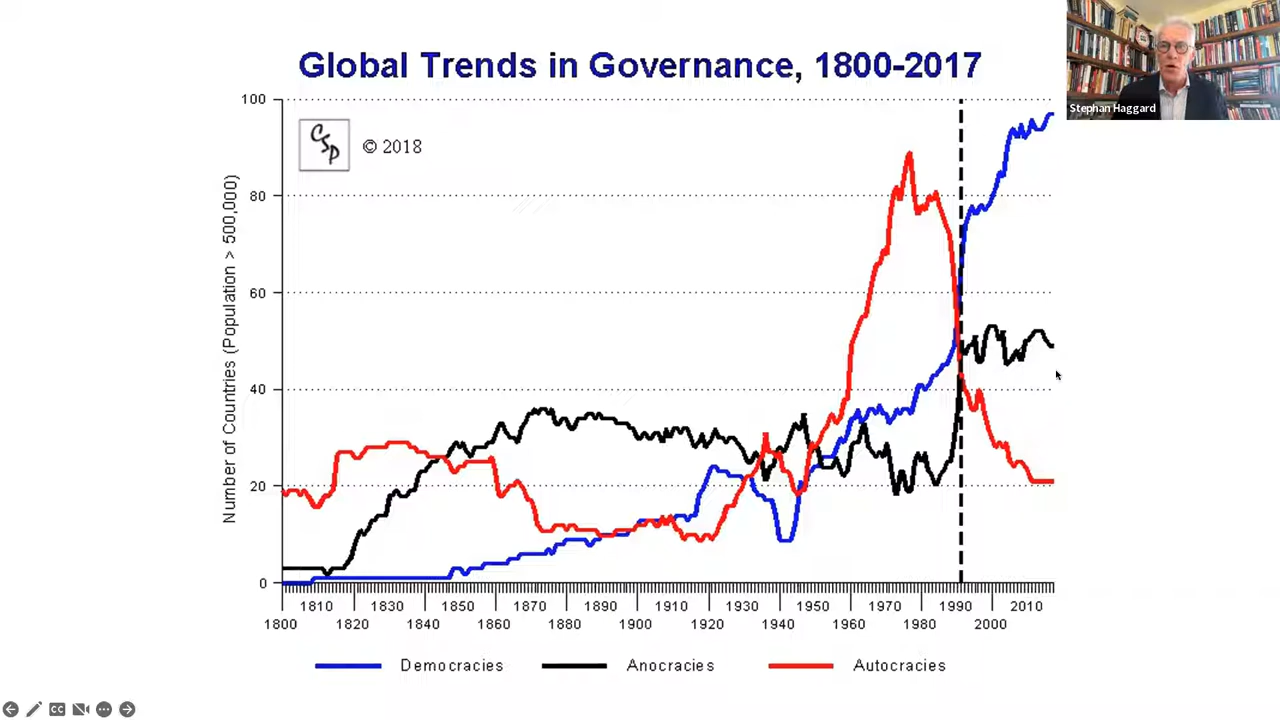 Global Trends in Governance, 1800-2017
Stephan Haggard
CSP
© 2018
Number of Countries (Population > 500,000)
100
80
60
40
20
0
1810 1830 1850 1870 1890 1910 1930 1950 1970 1990 2010
1800 1820 1840 1860 1880 1900 1920 1940 1960 1980 2000
Democracies Anocracies Autocracies
CC